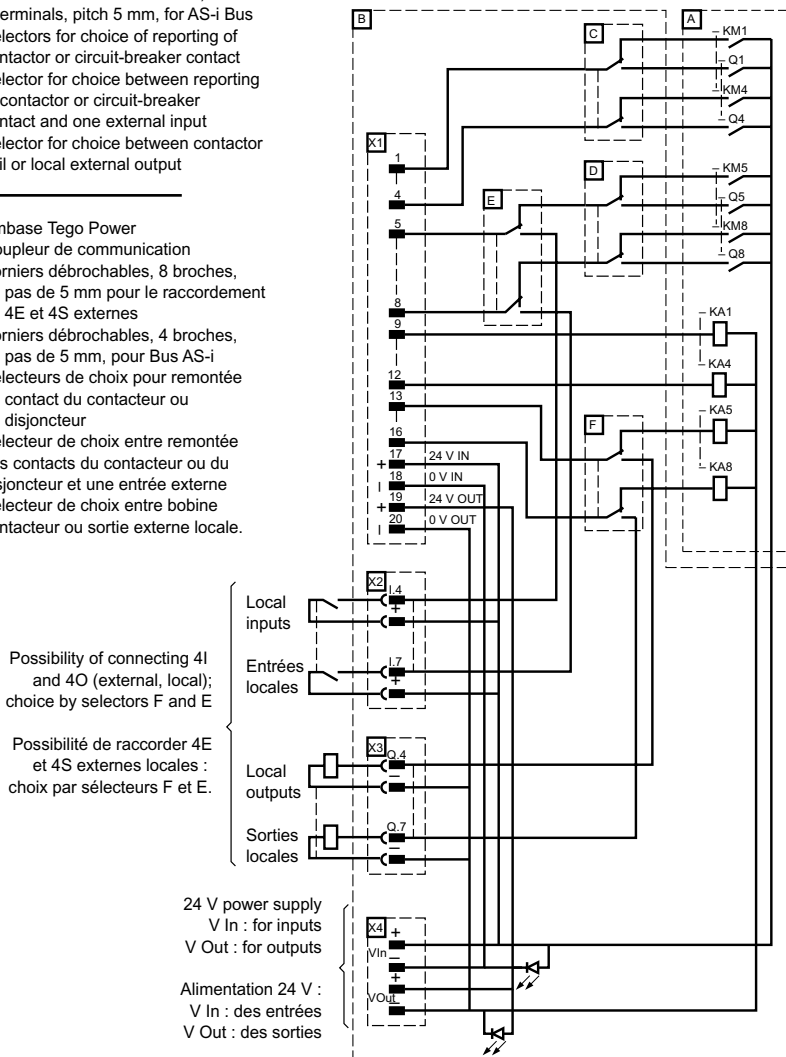 erminals, pitch 5 mm, for AS-i Bus
electors for choice of reporting of
ntactor or circuit-breaker contact
elector for choice between reporting
contactor or circuit-breaker
ntact and one external input
elector for choice between contactor
il or local external output
mbase Tego Power
oupleur de communication
orniers débrochables, 8 broches,
pas de 5 mm pour le raccordement
4E et 4S externes
orniers débrochables, 4 broches,
pas de 5 mm, pour Bus AS-i
électeurs de choix pour remontée
contact du contacteur ou
disjoncteur
électeur de choix entre remontée
s contacts du contacteur ou du
sjoncteur et une entrée externe
électeur de choix entre bobine
ntacteur ou sortie externe locale.
B
C
A
KM1
Q1
KM4
Q4
X1
1
4
5
8
9
12
13
16
+ 17 24 V IN
– 18 0 V IN
+ 19 24 V OUT
– 20 0 V OUT
E
D
KM5
Q5
KM8
Q8
KA1
KA4
KA5
KA8
F
X2
I.4
+
I.7
+
Local
inputs
Entrées
locales
Possibility of connecting 4I
and 4O (external, local);
choice by selectors F and E
Possibilité de raccorder 4E
et 4S externes locales :
choix par sélecteurs F et E.
X3
Q.4
–
Q.7
–
Local
outputs
Sorties
locales
24 V power supply
V In : for inputs
V Out : for outputs
Alimentation 24 V :
V In : des entrées
V Out : des sorties
X4
+
VIn
–
+
VOut
–